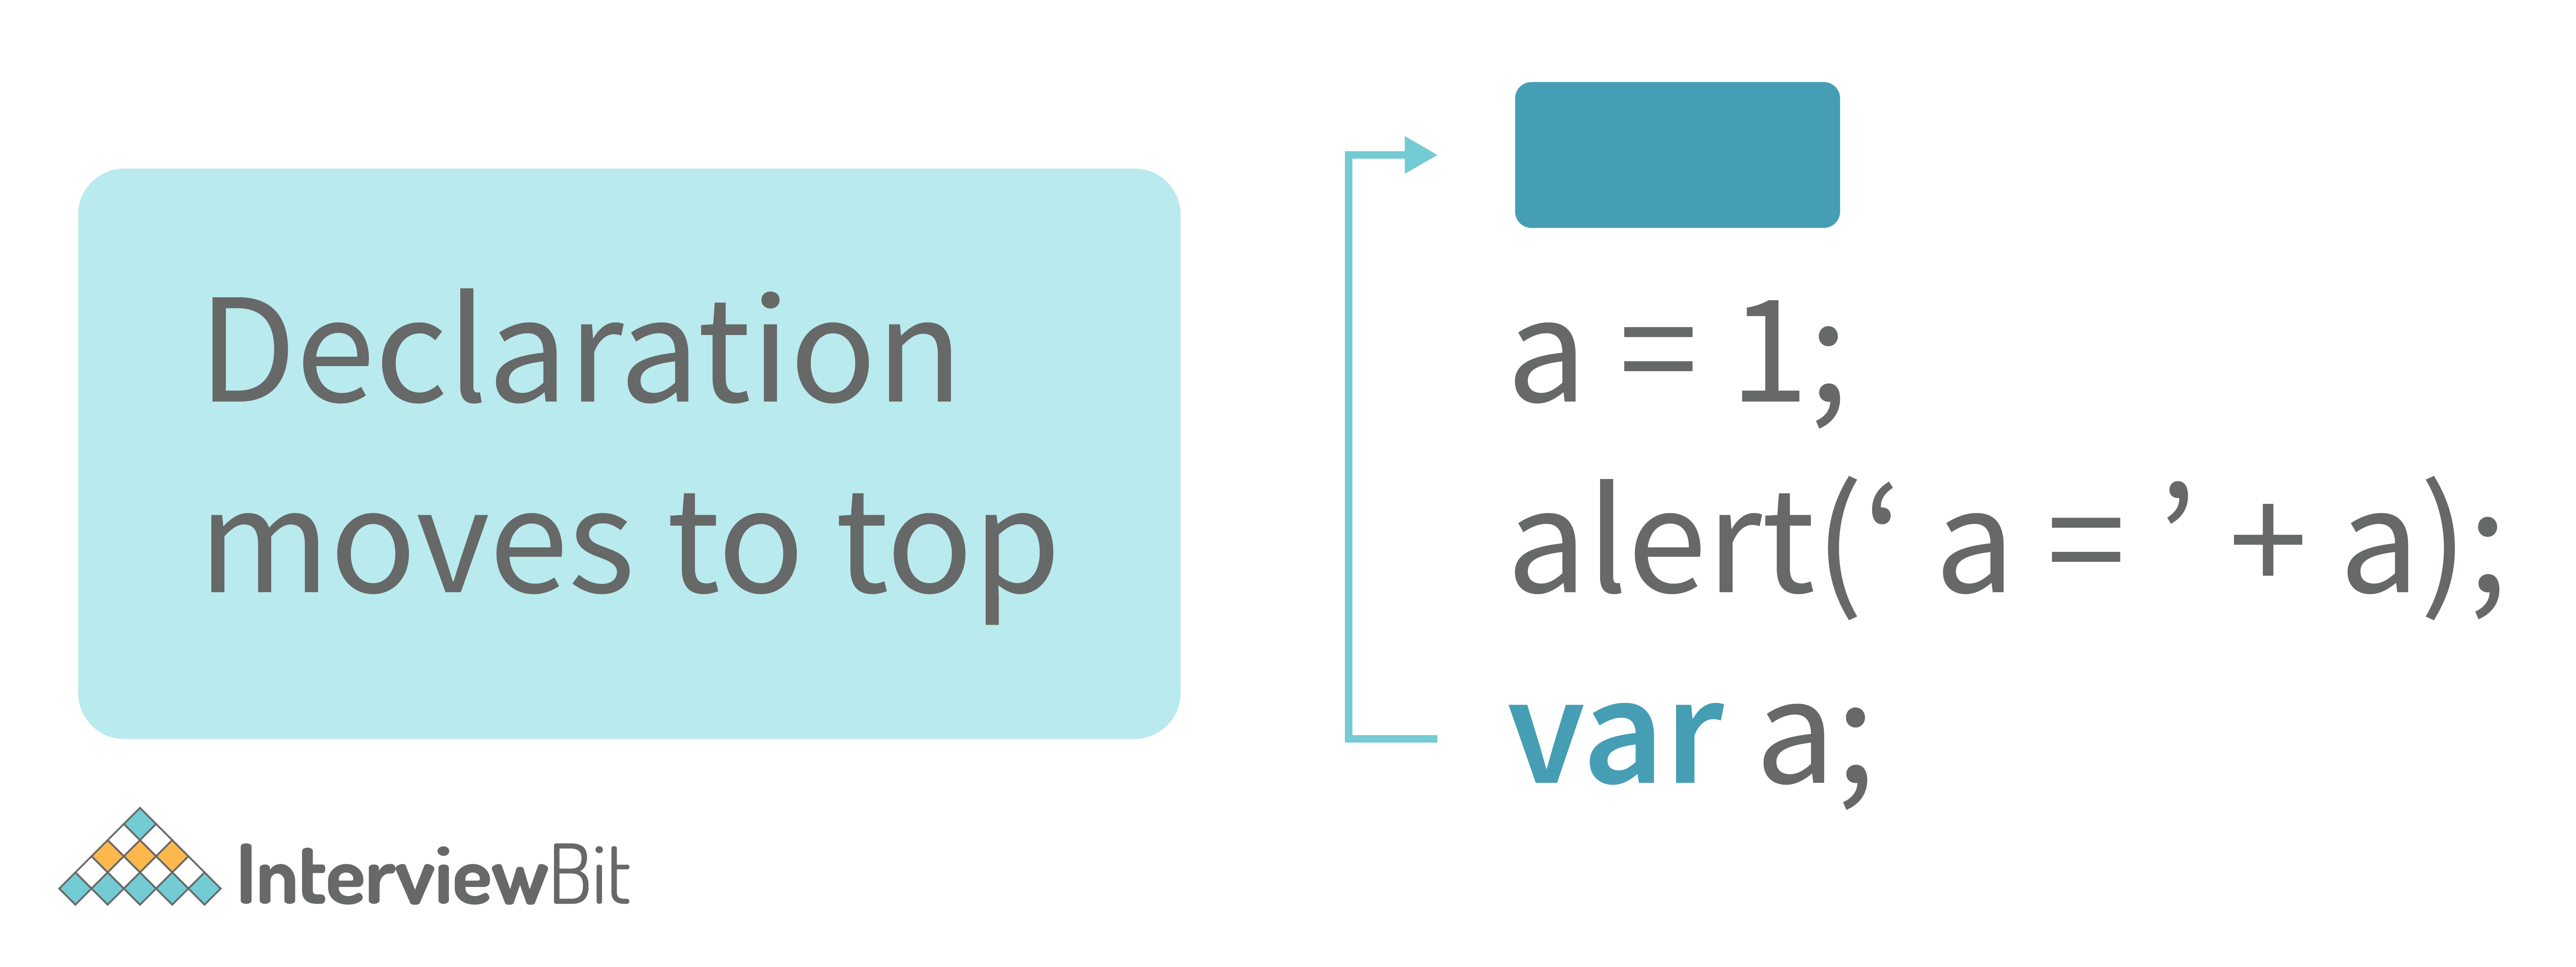 Declaration
moves to top
a = 1;
alert(‘ a = ’ + a);
var a;
InterviewBit